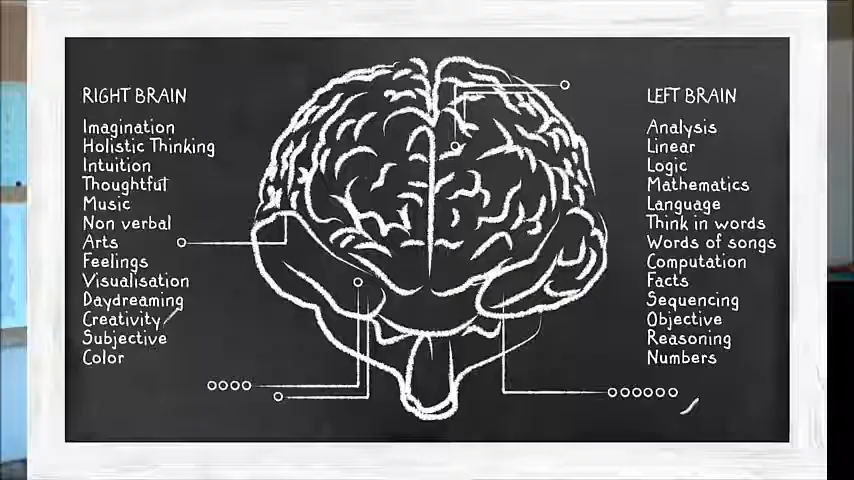 RIGHT BRAIN
Imagination
Holistic Thinking
Intuition
Thoughtful
Music
Non verbal
Arts
Feelings
Visualisation
Daydreaming
Creativity
Subjective
Color
LEFT BRAIN
Analysis
Linear
Logic
Mathematics
Language
Think in words
Words of songs
Computation
Facts
Sequencing
Objective
Reasoning
Numbers